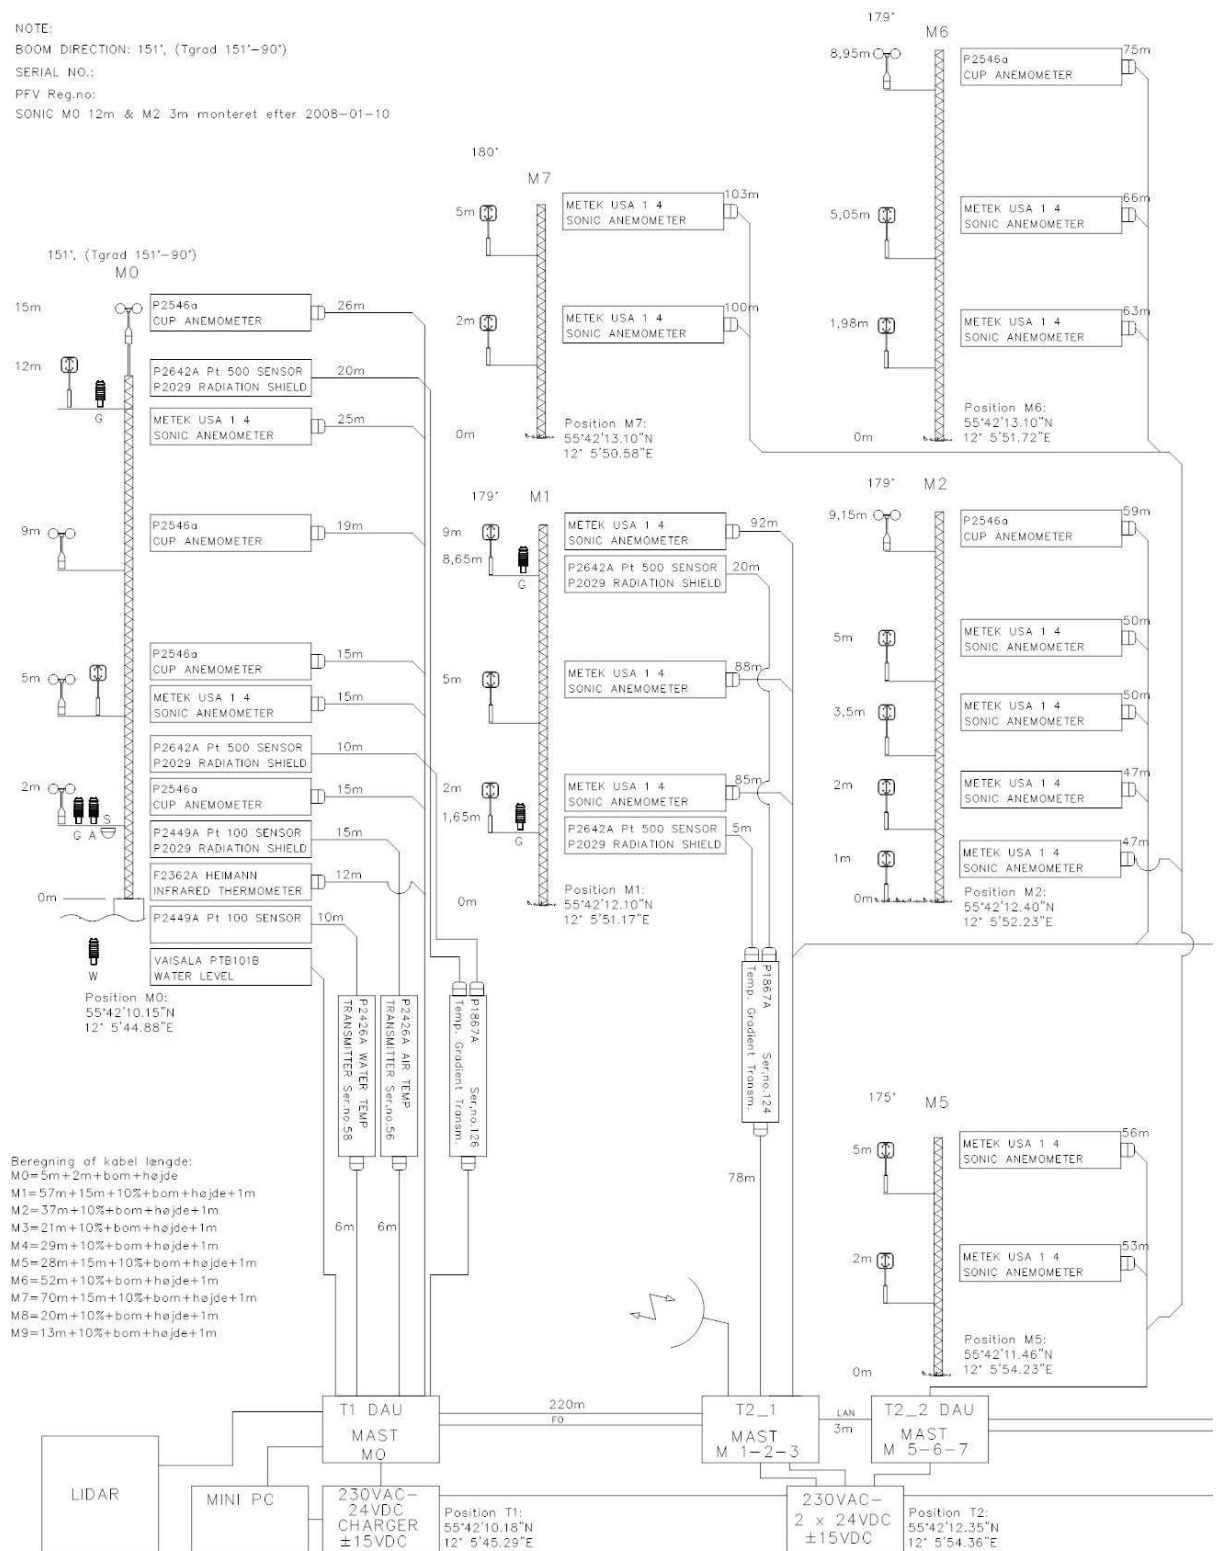 NOTE:
BOOM DIRECTION: 151°, (Tgrad 151°-90°)
SERIAL NO.:
PFV Reg.no:
SONIC M0 12m & M2 3m monteret efter 2008-01-10
151°, (Tgrad 151°-90°)
M0
15m
P2546a
CUP ANEMOMETER
26m
12m
G
P2642A Pt 500 SENSOR
P2029 RADIATION SHIELD
20m
METEK USA 1 4
SONIC ANEMOMETER
25m
9m
P2546a
CUP ANEMOMETER
19m
5m
P2546a
CUP ANEMOMETER
15m
METEK USA 1 4
SONIC ANEMOMETER
15m
P2642A Pt 500 SENSOR
P2029 RADIATION SHIELD
10m
2m
G A S
P2546a
CUP ANEMOMETER
15m
P2449A Pt 100 SENSOR
P2029 RADIATION SHIELD
15m
F2362A HEIMANN
INFRARED THERMOMETER
12m
0m
P2449A Pt 100 SENSOR
10m
W
VAISALA PTB101B
WATER LEVEL
Position M0:
55°42'10.15"N
12° 5'44.88"E
180°
M7
5m
METEK USA 1 4
SONIC ANEMOMETER
103m
2m
METEK USA 1 4
SONIC ANEMOMETER
100m
0m
Position M7:
55°42'13.10"N
12° 5'50.58"E
179°
M6
8,95m
P2546a
CUP ANEMOMETER
75m
5,05m
METEK USA 1 4
SONIC ANEMOMETER
66m
1,98m
METEK USA 1 4
SONIC ANEMOMETER
63m
0m
Position M6:
55°42'13.10"N
12° 5'51.72"E
179°
M1
9m
8,65m
G
METEK USA 1 4
SONIC ANEMOMETER
92m
P2642A Pt 500 SENSOR
P2029 RADIATION SHIELD
20m
5m
METEK USA 1 4
SONIC ANEMOMETER
88m
2m
1,65m
G
METEK USA 1 4
SONIC ANEMOMETER
85m
P2642A Pt 500 SENSOR
P2029 RADIATION SHIELD
5m
0m
Position M1:
55°42'12.10"N
12° 5'51.17"E
179°
M2
9,15m
P2546a
CUP ANEMOMETER
59m
5m
METEK USA 1 4
SONIC ANEMOMETER
50m
3,5m
METEK USA 1 4
SONIC ANEMOMETER
50m
2m
METEK USA 1 4
SONIC ANEMOMETER
47m
1m
METEK USA 1 4
SONIC ANEMOMETER
47m
0m
Position M2:
55°42'12.40"N
12° 5'52.23"E
P2426A WATER TEMP
TRANSMITTER Ser.no.58
P2426A AIR TEMP
TRANSMITTER Ser.no.56
P1867A Ser.no.126
Temp. Gradient Transm.
P1867A Ser.no.124
Temp. Gradient Transm.
6m
6m
78m
175°
M5
5m
METEK USA 1 4
SONIC ANEMOMETER
56m
2m
METEK USA 1 4
SONIC ANEMOMETER
53m
0m
Position M5:
55°42'11.46"N
12° 5'54.23"E
Beregning af kabel længde:
M0=5m+2m+bom+højde
M1=57m+15m+10%+bom+højde+1m
M2=37m+10%+bom+højde+1m
M3=21m+10%+bom+højde+1m
M4=29m+10%+bom+højde+1m
M5=28m+15m+10%+bom+højde+1m
M6=52m+10%+bom+højde+1m
M7=70m+15m+10%+bom+højde+1m
M8=20m+10%+bom+højde+1m
M9=13m+10%+bom+højde+1m
T1 DAU
MAST
M0
220m
FO
T2_1
MAST
M 1-2-3
LAN
3m
T2_2 DAU
MAST
M 5-6-7
LIDAR
MINI PC
230VAC-
24VDC
CHARGER
±15VDC
Position T1:
55°42'10.18"N
12° 5'45.29"E
230VAC-
2 x 24VDC
±15VDC
Position T2:
55°42'12.35"N
12° 5'54.36"E